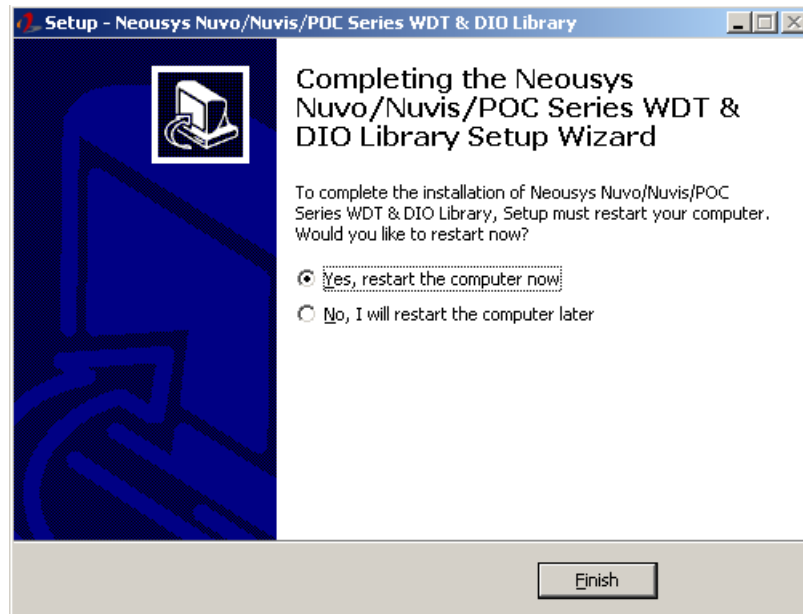 Setup - Neousys Nuvo/Nuvis/POC Series WDT & DIO Library
Completing the Neousys
Nuvo/Nuvis/POC Series WDT &
DIO Library Setup Wizard
To complete the installation of Neousys Nuvo/Nuvis/POC
Series WDT & DIO Library, Setup must restart your computer.
Would you like to restart now?
Yes, restart the computer now
No, I will restart the computer later
Finish